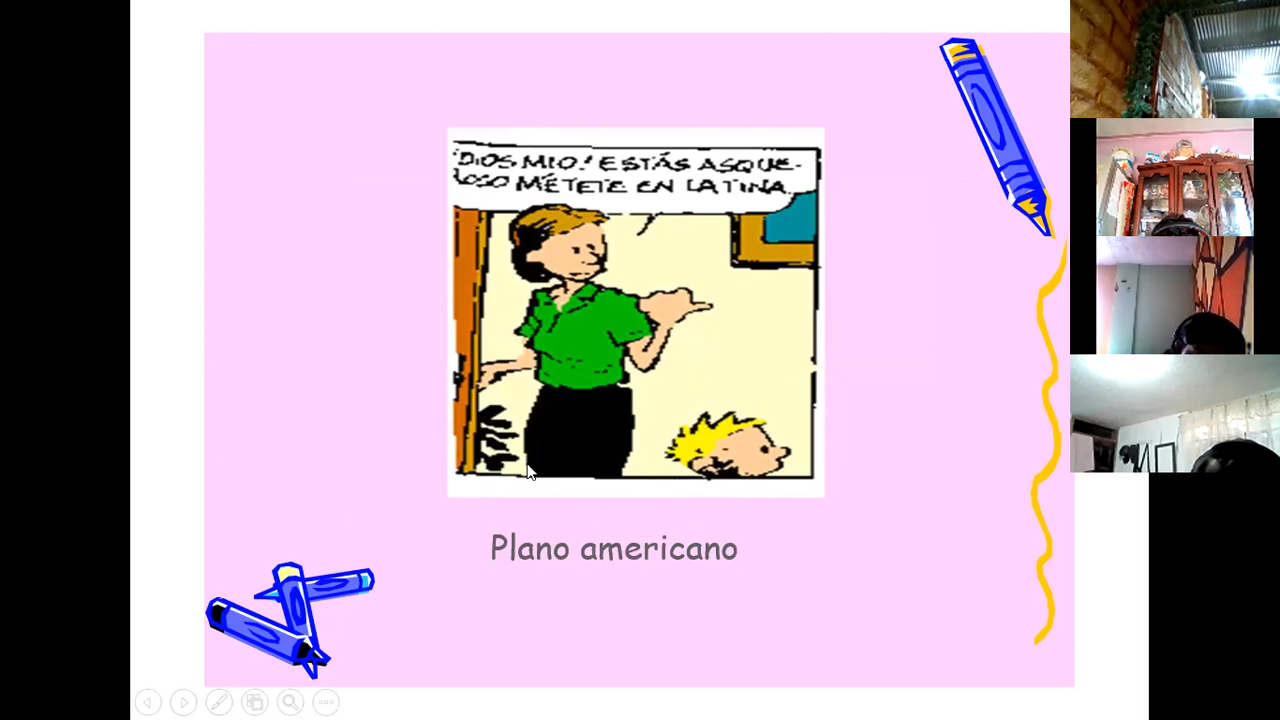 ¡DIOS MIO! ESTÁS ASQUE-
ROSO MÉTETE EN LA TINA.
Plano americano